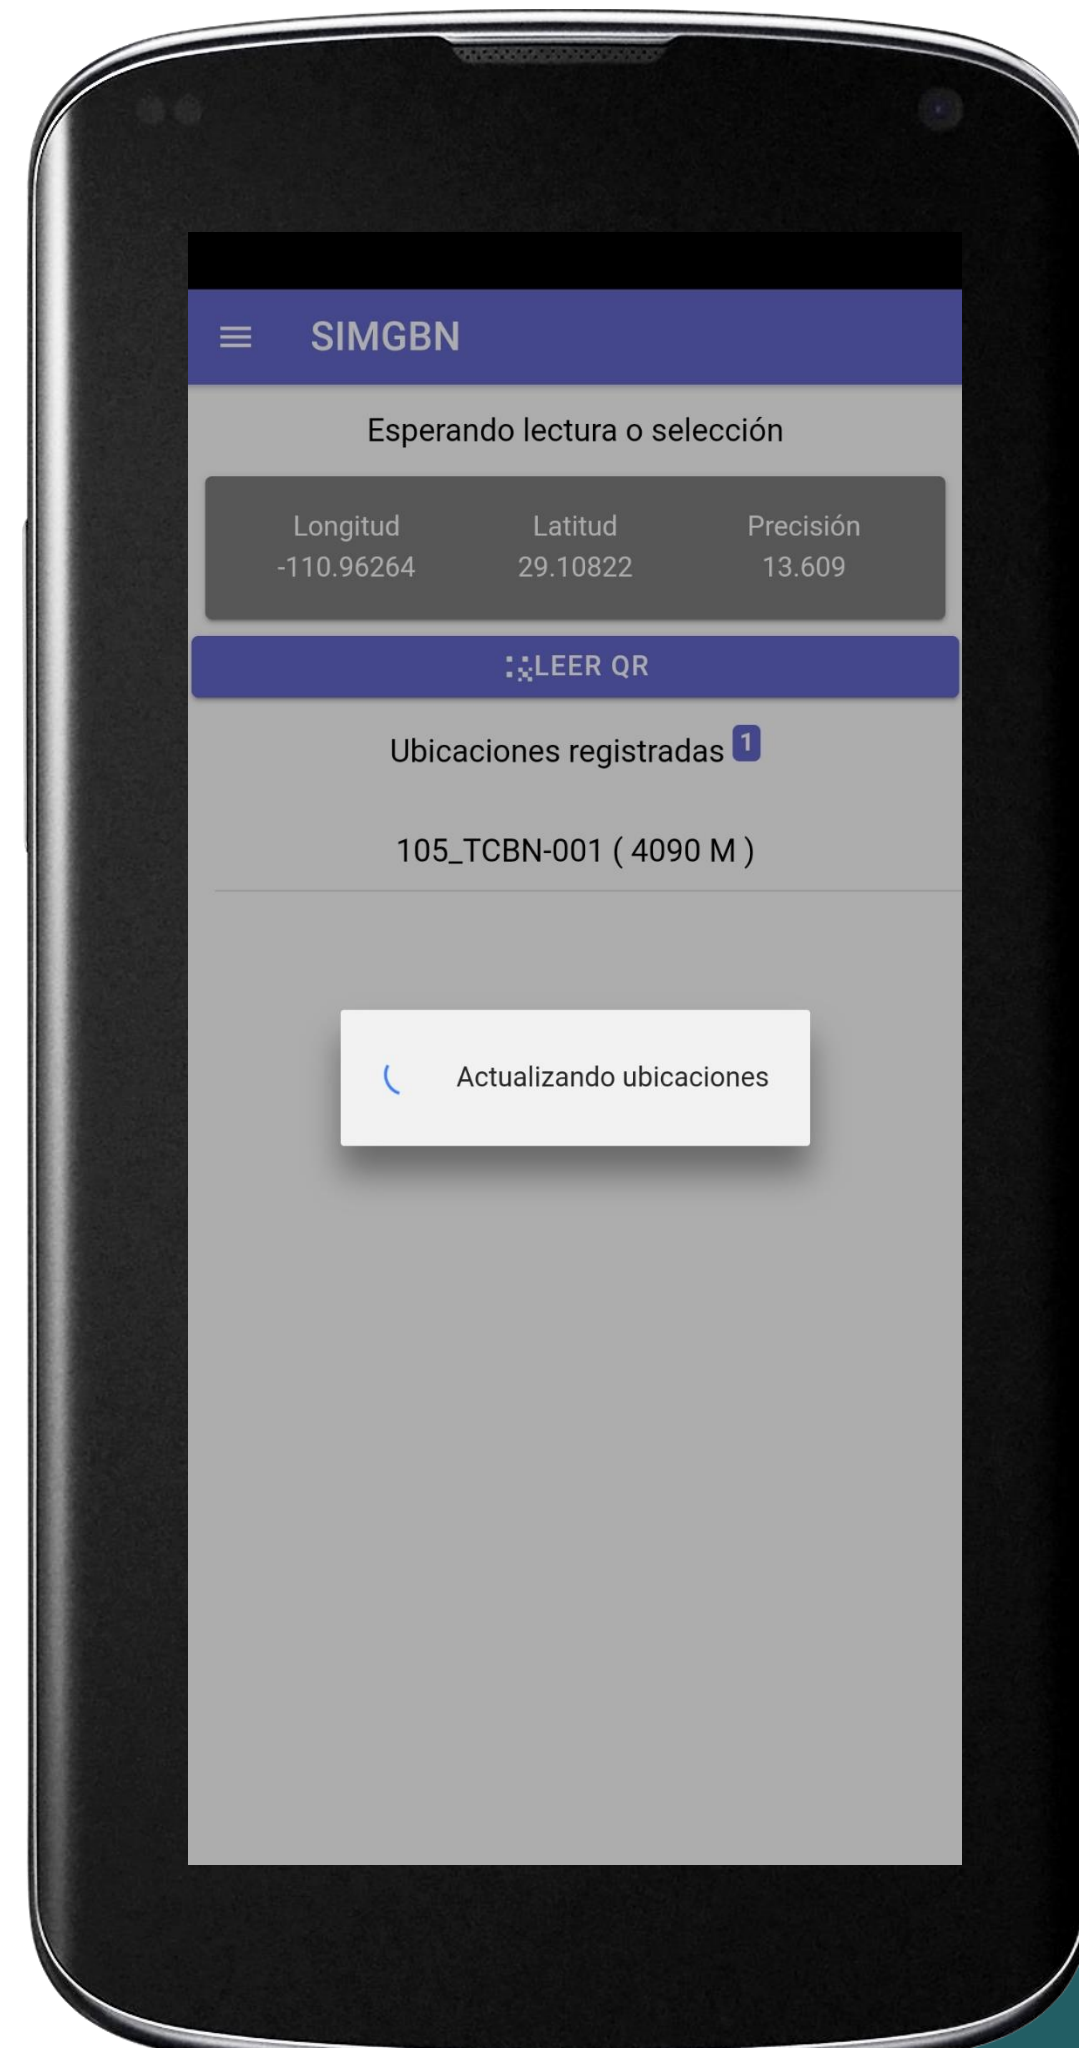 SIMGBN
Esperando lectura o selección
Longitud Latitud Precisión
-110.96264 29.10822 13.609
LEER QR
Ubicaciones registradas 1
105_TCBN-001 ( 4090 M )
Actualizando ubicaciones